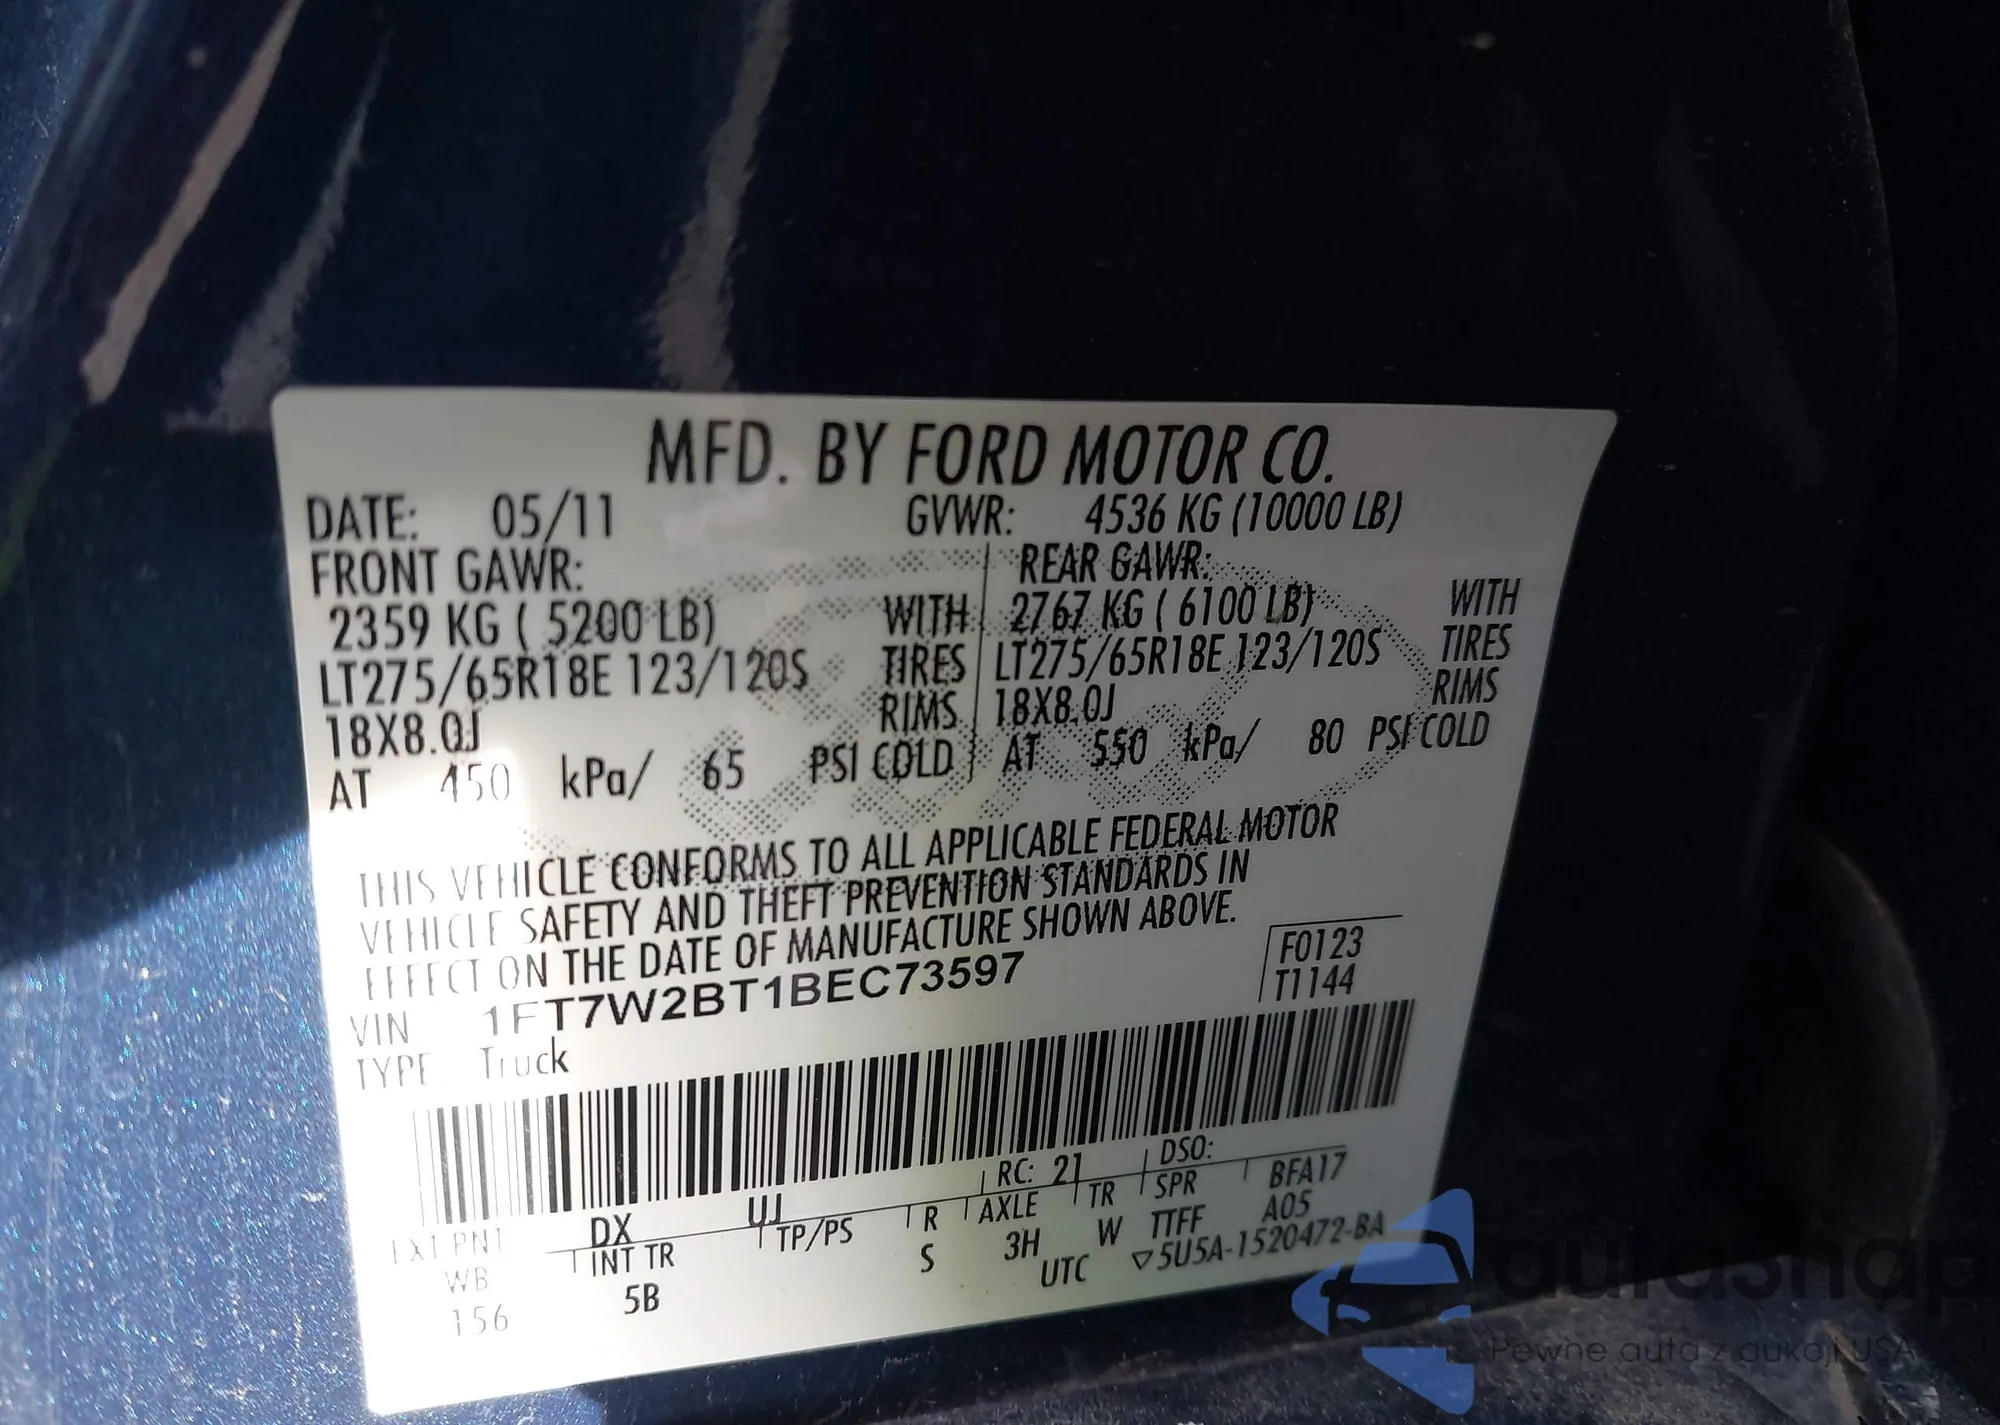 MFD. BY FORD MOTOR CO.
DATE: 05/11 GVWR: 4536 KG (10000 LB)
FRONT GAWR: REAR GAWR:
2359 KG ( 5200 LB) WITH 2767 KG ( 6100 LB) WITH
LT275/65R18E 123/120S TIRES LT275/65R18E 123/120S TIRES
18X8.0J RIMS 18X8.0J RIMS
AT 450 kPa/ 65 PSI COLD AT 550 kPa/ 80 PSI COLD
THIS VEHICLE CONFORMS TO ALL APPLICABLE FEDERAL MOTOR
VEHICLE SAFETY AND THEFT PREVENTION STANDARDS IN
EFFECT ON THE DATE OF MANUFACTURE SHOWN ABOVE.
VIN 1FT7W2BT1BEC73597 F0123
TYPE Truck T1144
EXT PNT DX UJ RC: 21 DSO:
WB INT TR TP/PS R AXLE TR SPR BFA17
156 5B S 3H W TTFF A05
UTC ▽5U5A-1520472-BA
aurasnap
Pewne auta z aukcji USA